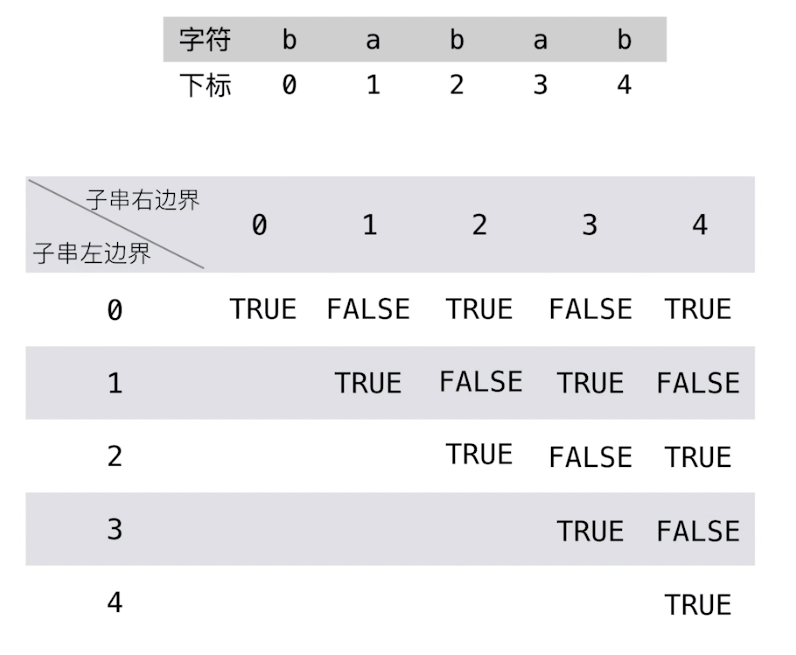 字符 b a b a b
下标 0 1 2 3 4
子串右边界
子串左边界
0 1 2 3 4
0 TRUE FALSE TRUE FALSE TRUE
1 TRUE FALSE TRUE FALSE
2 TRUE FALSE TRUE
3 TRUE FALSE
4 TRUE